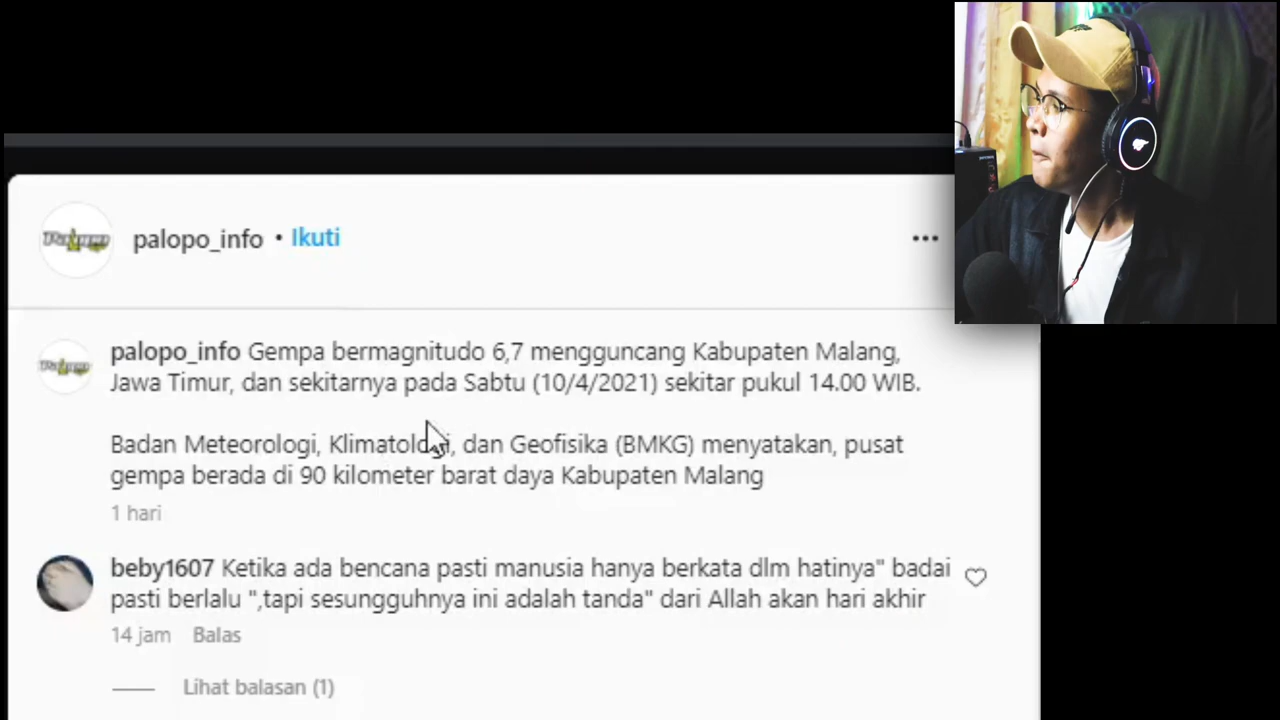 palopo_info • Ikuti
palopo_info Gempa bermagnitudo 6,7 mengguncang Kabupaten Malang,
Jawa Timur, dan sekitarnya pada Sabtu (10/4/2021) sekitar pukul 14.00 WIB.
Badan Meteorologi, Klimatologi, dan Geofisika (BMKG) menyatakan, pusat
gempa berada di 90 kilometer barat daya Kabupaten Malang
1 hari
beby1607 Ketika ada bencana pasti manusia hanya berkata dlm hatinya" badai
pasti berlalu ",tapi sesungguhnya ini adalah tanda" dari Allah akan hari akhir
14 jam Balas
Lihat balasan (1)